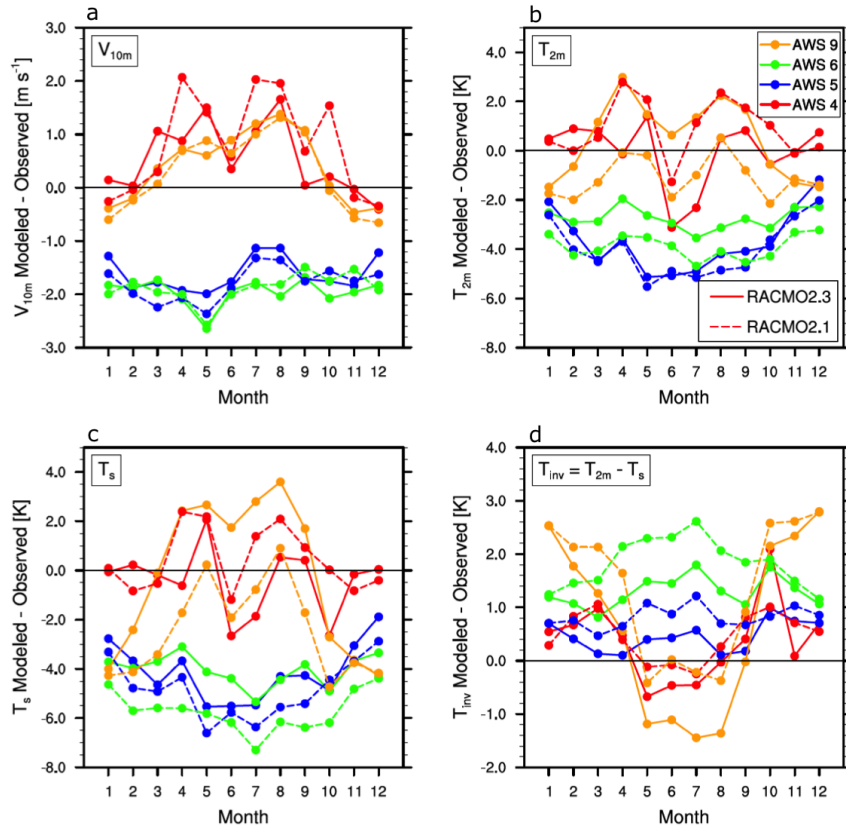 a
V10m
3.0
2.0
1.0
0.0
-1.0
-2.0
-3.0
V10m Modeled - Observed [m s-1]
1 2 3 4 5 6 7 8 9 10 11 12
Month
b
T2m
AWS 9
AWS 6
AWS 5
AWS 4
4.0
2.0
0.0
-2.0
-4.0
-6.0
-8.0
T2m Modeled - Observed [K]
RACMO2.3
RACMO2.1
1 2 3 4 5 6 7 8 9 10 11 12
Month
c
Ts
4.0
2.0
0.0
-2.0
-4.0
-6.0
-8.0
Ts Modeled - Observed [K]
1 2 3 4 5 6 7 8 9 10 11 12
Month
d
Tinv = T2m - Ts
4.0
3.0
2.0
1.0
0.0
-1.0
-2.0
Tinv Modeled - Observed [K]
1 2 3 4 5 6 7 8 9 10 11 12
Month